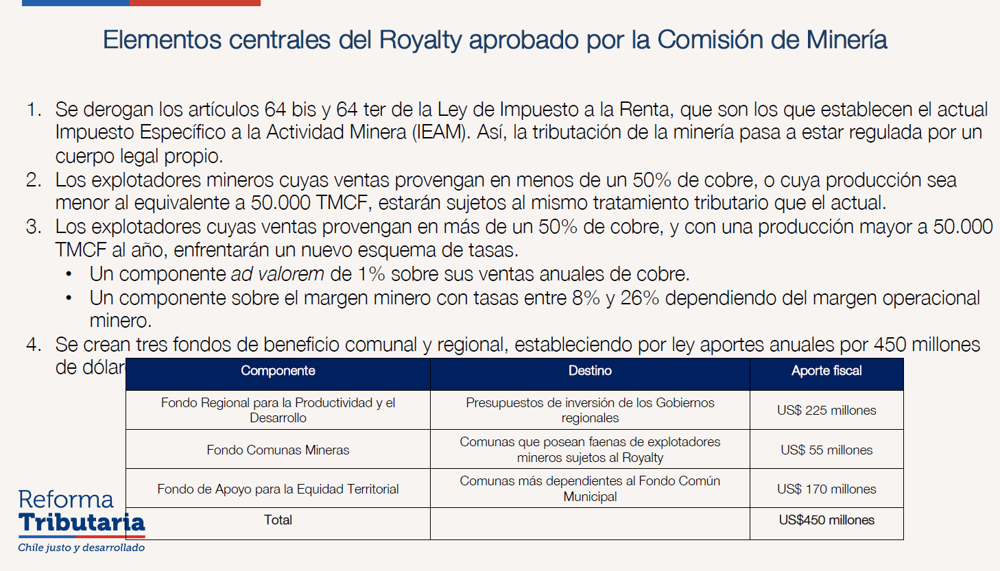 Elementos centrales del Royalty aprobado por la Comisión de Minería
1. Se derogan los artículos 64 bis y 64 ter de la Ley de Impuesto a la Renta, que son los que establecen el actual
Impuesto Específico a la Actividad Minera (IEAM). Así, la tributación de la minería pasa a estar regulada por un
cuerpo legal propio.
2. Los explotadores mineros cuyas ventas provengan en menos de un 50% de cobre, o cuya producción sea
menor al equivalente a 50.000 TMCF, estarán sujetos al mismo tratamiento tributario que el actual.
3. Los explotadores cuyas ventas provengan en más de un 50% de cobre, y con una producción mayor a 50.000
TMCF al año, enfrentarán un nuevo esquema de tasas.
• Un componente ad valorem de 1% sobre sus ventas anuales de cobre.
• Un componente sobre el margen minero con tasas entre 8% y 26% dependiendo del margen operacional
minero.
4. Se crean tres fondos de beneficio comunal y regional, estableciendo por ley aportes anuales por 450 millones
de
Componente Destino Aporte fiscal
Fondo Regional para la Productividad y el
Desarrollo
Presupuestos de inversión de los Gobiernos
regionales
US$ 225 millones
Fondo Comunas Mineras
Comunas que posean faenas de explotadores
mineros sujetos al Royalty
US$ 55 millones
Fondo de Apoyo para la Equidad Territorial
Comunas más dependientes al Fondo Común
Municipal
US$ 170 millones
Total US$450 millones
Reforma
Tributaria
Chile justo y desarrollado